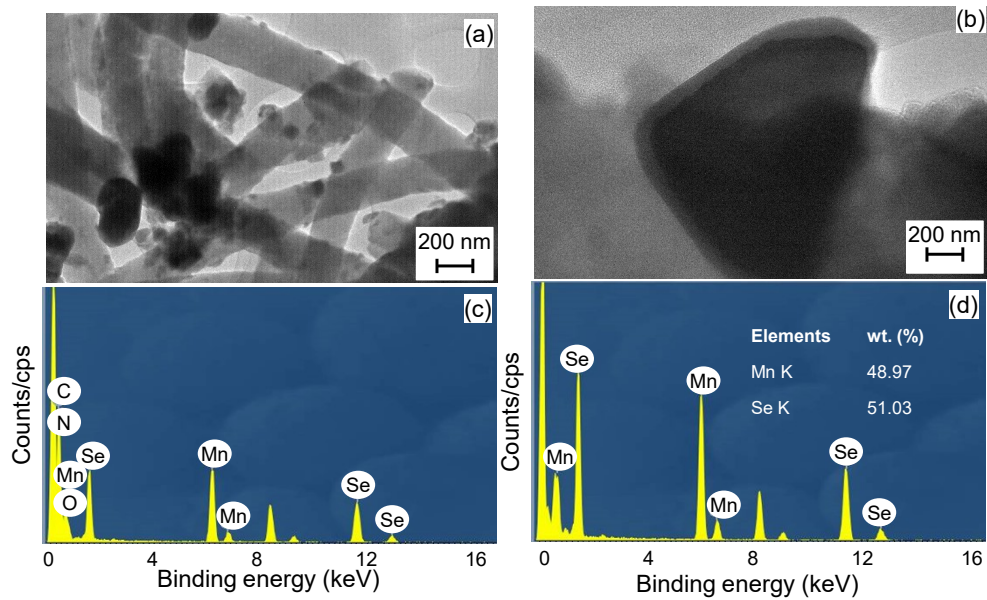 (a)
200 nm
(b)
200 nm
(c)
C
N
Mn
O
Se
Mn
Mn
Se
Se
Counts/cps
0 4 8 12 16
Binding energy (keV)
(d)
Elements wt. (%)
Mn K 48.97
Se K 51.03
Mn
Se
Mn
Mn
Se
Se
Counts/cps
0 4 8 12 16
Binding energy (keV)